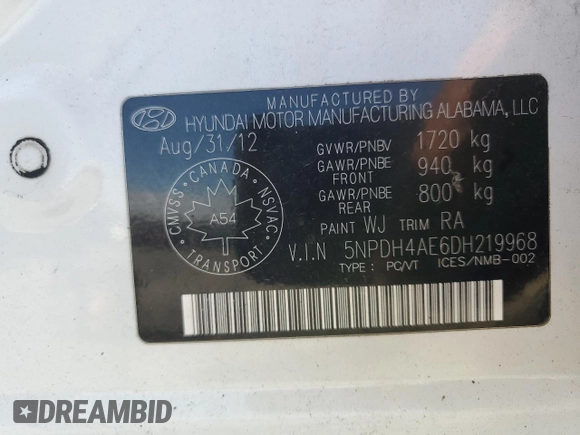 MANUFACTURED BY
HYUNDAI MOTOR MANUFACTURING ALABAMA, LLC
Aug/31/12
GVWR/PNBV 1720 kg
GAWR/PNBE FRONT 940 kg
GAWR/PNBE REAR 800 kg
CANADA
CMVSS NSVAC
A54
TRANSPORT
PAINT WJ TRIM RA
V.I.N 5NPDH4AE6DH219968
TYPE: PC/VT ICES/NMB-002
DREAMBID